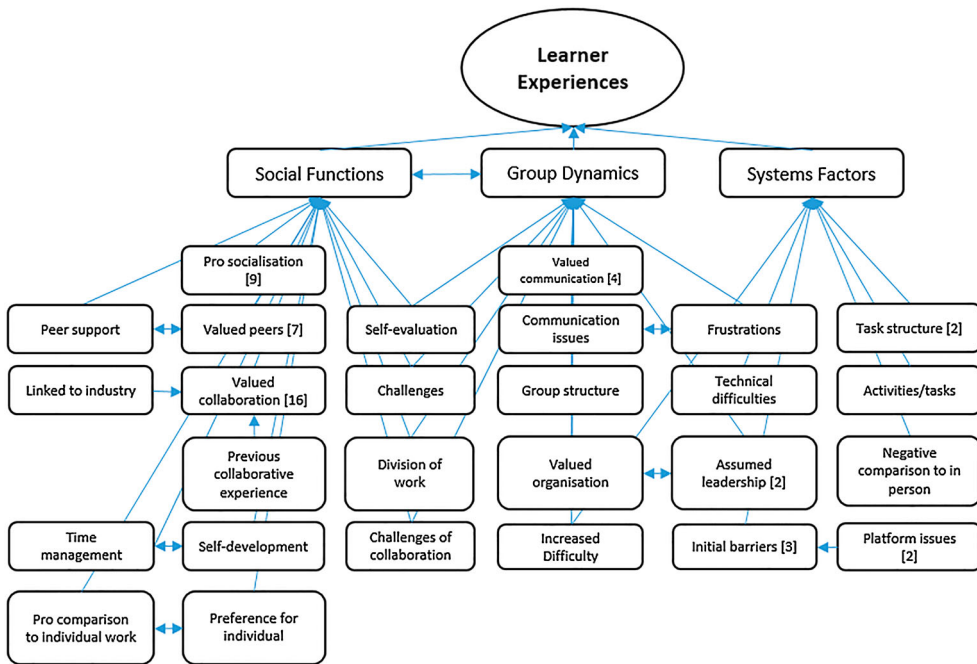 Learner
Experiences
Social Functions
Group Dynamics
Systems Factors
Pro socialisation
[9]
Valued
communication [4]
Peer support
Valued peers [7]
Self-evaluation
Communication
issues
Frustrations
Task structure [2]
Linked to industry
Valued
collaboration [16]
Challenges
Group structure
Technical
difficulties
Activities/tasks
Previous
collaborative
experience
Division of
work
Valued
organisation
Assumed
leadership [2]
Negative
comparison to in
person
Time
management
Self-development
Challenges of
collaboration
Increased
Difficulty
Initial barriers [3]
Platform issues
[2]
Pro comparison
to individual work
Preference for
individual